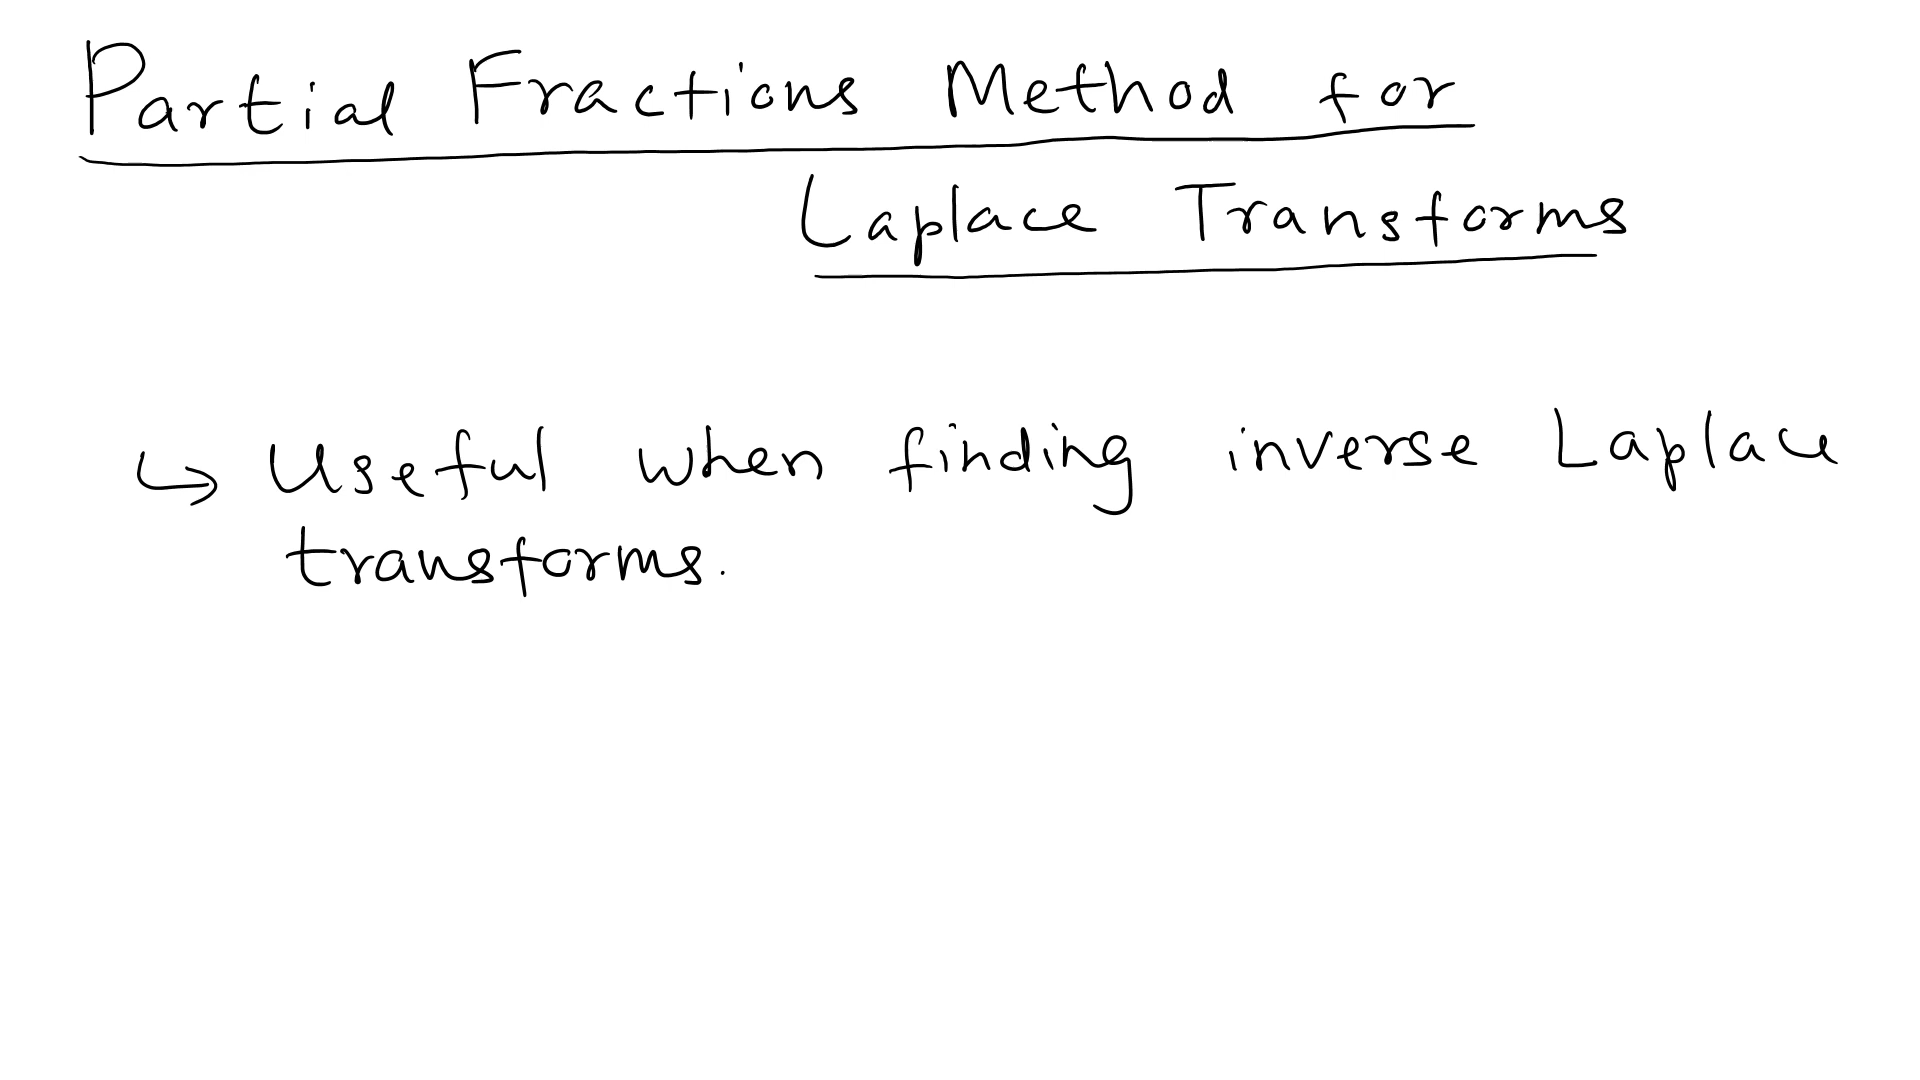 Partial Fractions Method for
Laplace Transforms
↳ Useful when finding inverse Laplace
transforms.